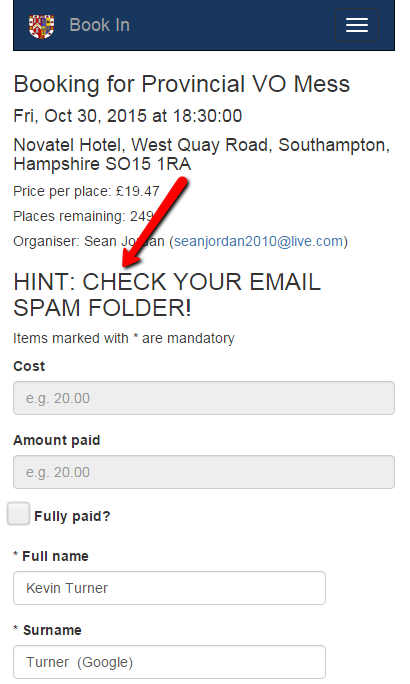 Book In
Booking for Provincial VO Mess
Fri, Oct 30, 2015 at 18:30:00
Novatel Hotel, West Quay Road, Southampton,
Hampshire SO15 1RA
Price per place: £19.47
Places remaining: 249
Organiser: Sean Jordan (seanjordan2010@live.com)
HINT: CHECK YOUR EMAIL
SPAM FOLDER!
Items marked with * are mandatory
Cost
e.g. 20.00
Amount paid
e.g. 20.00
Fully paid?
* Full name
Kevin Turner
* Surname
Turner (Google)